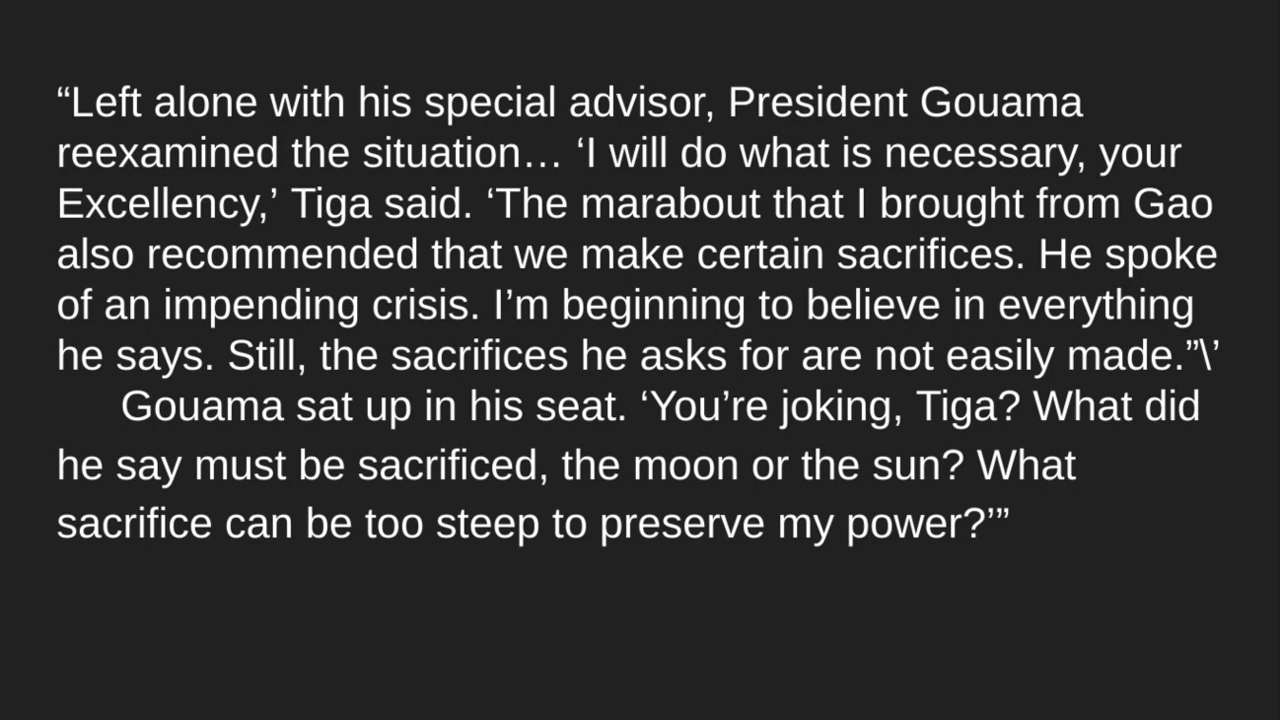 “Left alone with his special advisor, President Gouama
reexamined the situation… ‘I will do what is necessary, your
Excellency,’ Tiga said. ‘The marabout that I brought from Gao
also recommended that we make certain sacrifices. He spoke
of an impending crisis. I’m beginning to believe in everything
he says. Still, the sacrifices he asks for are not easily made.”\’
Gouama sat up in his seat. ‘You’re joking, Tiga? What did
he say must be sacrificed, the moon or the sun? What
sacrifice can be too steep to preserve my power?’”